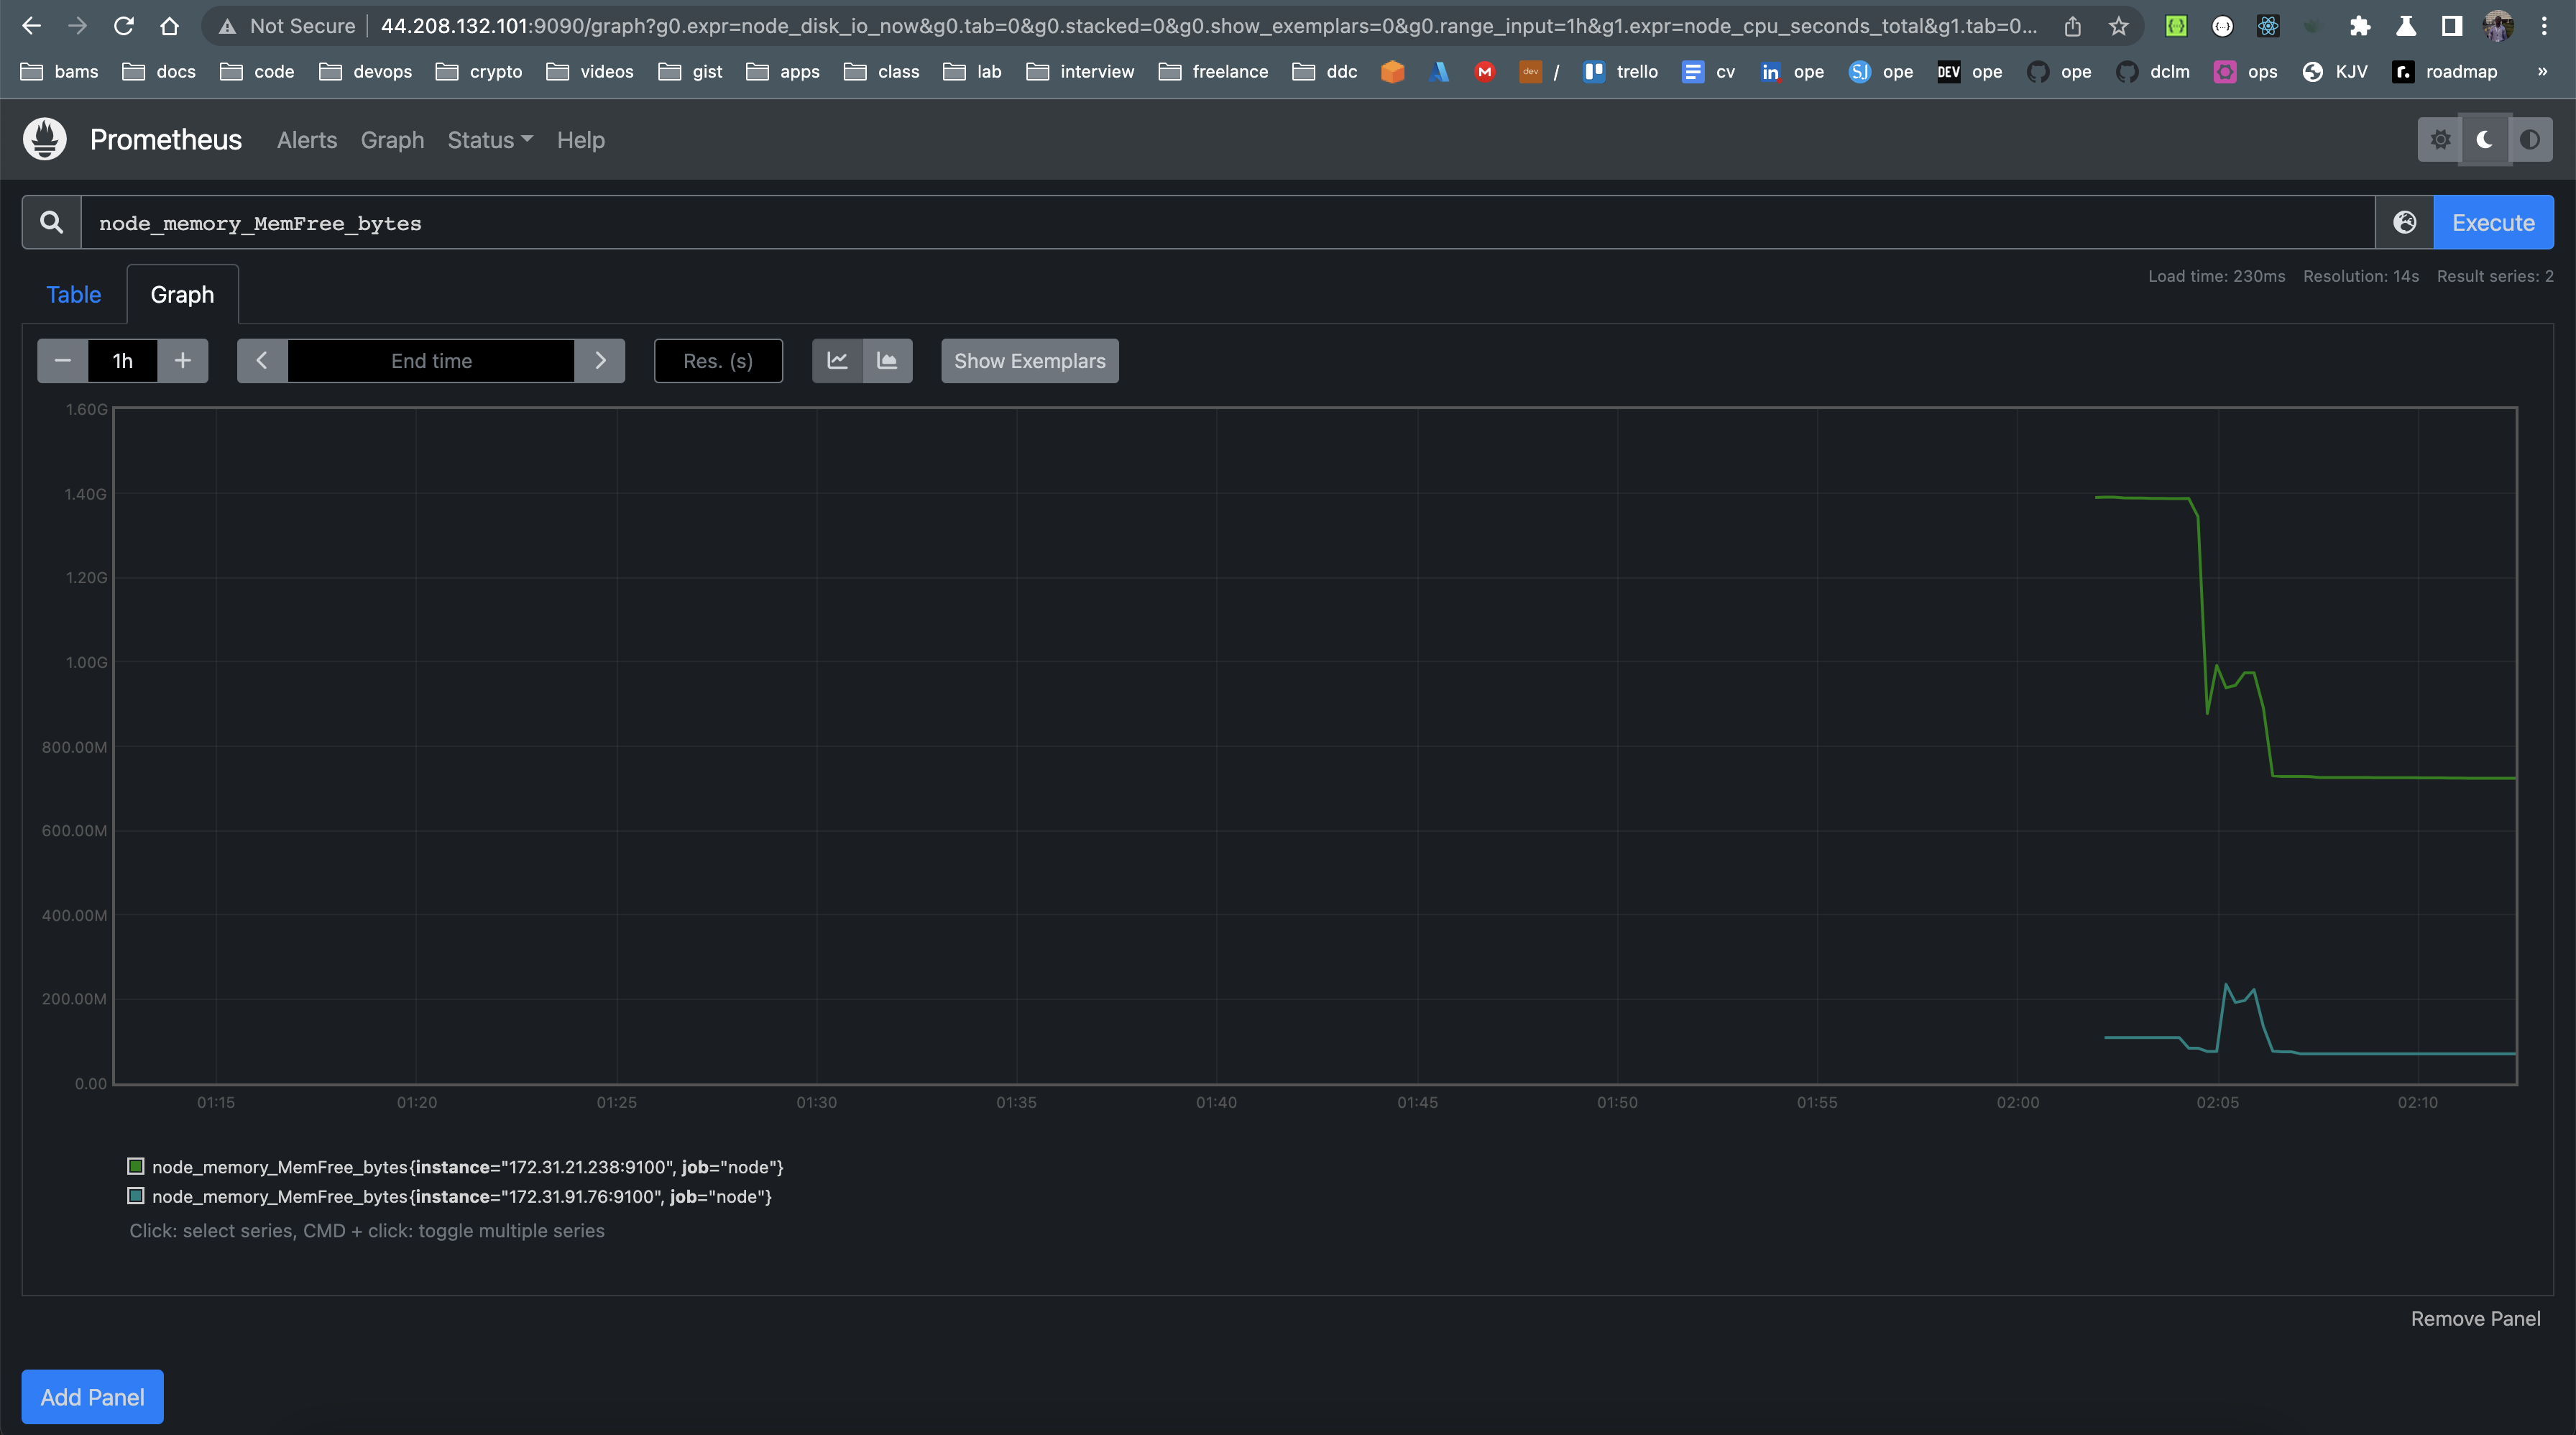 Not Secure 44.208.132.101:9090/graph?g0.expr=node_disk_io_now&g0.tab=0&g0.stacked=0&g0.show_exemplars=0&g0.range_input=1h&g1.expr=node_cpu_seconds_total&g1.tab=0...
bams docs code devops crypto videos gist apps class lab interview freelance ddc M dev / trello cv in ope SJ ope DEV ope ope dclm ops KJV r. roadmap »
Prometheus Alerts Graph Status Help
node_memory_MemFree_bytes Execute
Table Graph Load time: 230ms Resolution: 14s Result series: 2
− 1h + End time Res. (s) Show Exemplars
1.60G
1.40G
1.20G
1.00G
800.00M
600.00M
400.00M
200.00M
0.00
01:15 01:20 01:25 01:30 01:35 01:40 01:45 01:50 01:55 02:00 02:05 02:10
node_memory_MemFree_bytes{instance="172.31.21.238:9100", job="node"}
node_memory_MemFree_bytes{instance="172.31.91.76:9100", job="node"}
Click: select series, CMD + click: toggle multiple series
Remove Panel
Add Panel